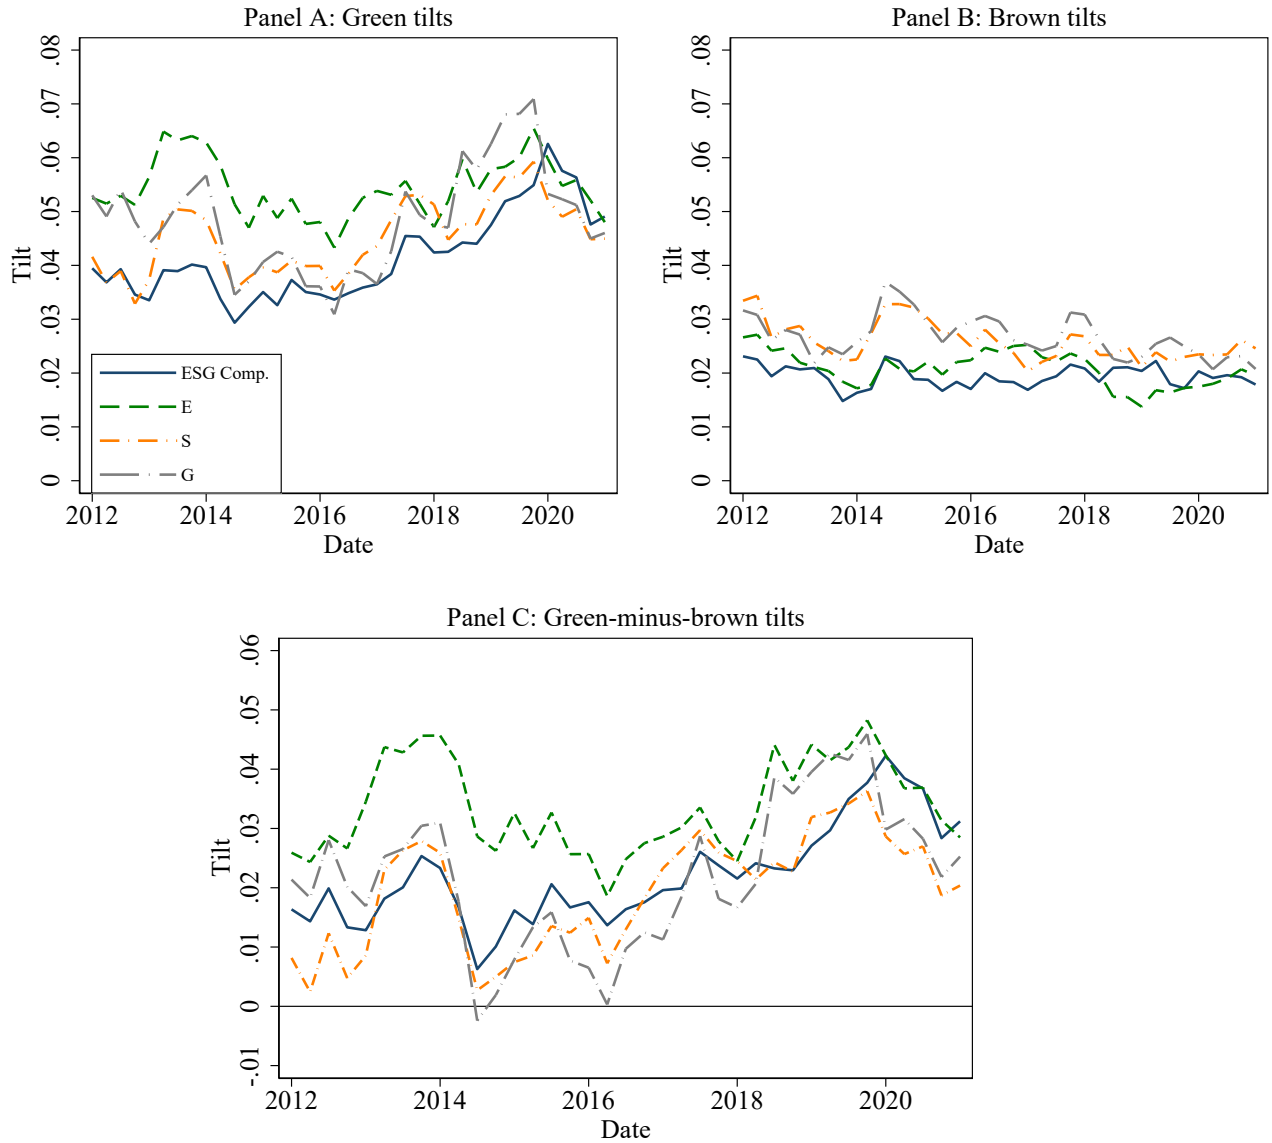 Panel A: Green tilts
Tilt
.08
.07
.06
.05
.04
.03
.02
.01
0
ESG Comp.
E
S
G
2012 2014 2016 2018 2020
Date
Panel B: Brown tilts
Tilt
.08
.07
.06
.05
.04
.03
.02
.01
0
2012 2014 2016 2018 2020
Date
Panel C: Green-minus-brown tilts
Tilt
.06
.05
.04
.03
.02
.01
0
-.01
2012 2014 2016 2018 2020
Date